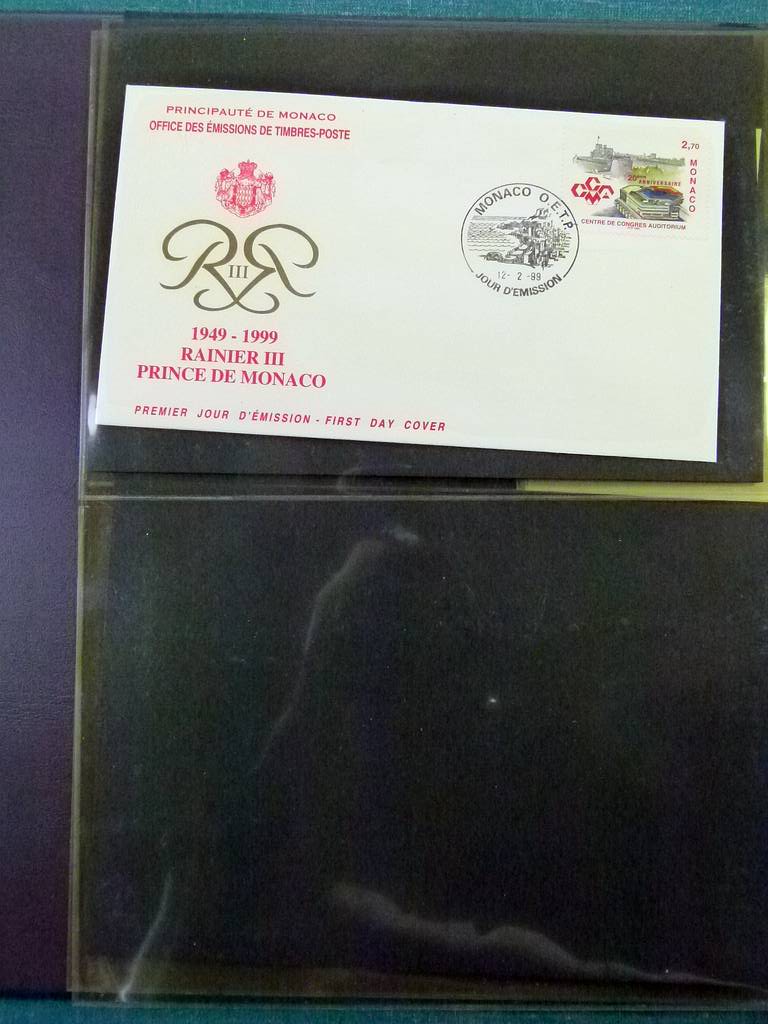 PRINCIPAUTÉ DE MONACO
OFFICE DES ÉMISSIONS DE TIMBRES-POSTE
III
1949 - 1999
RAINIER III
PRINCE DE MONACO
PREMIER JOUR D'ÉMISSION - FIRST DAY COVER
MONACO O.E.T.P.
12- 2 -99
JOUR D'EMISSION
2,70
MONACO
ANNIVERSAIRE
CENTRE DE CONGRES AUDITORIUM